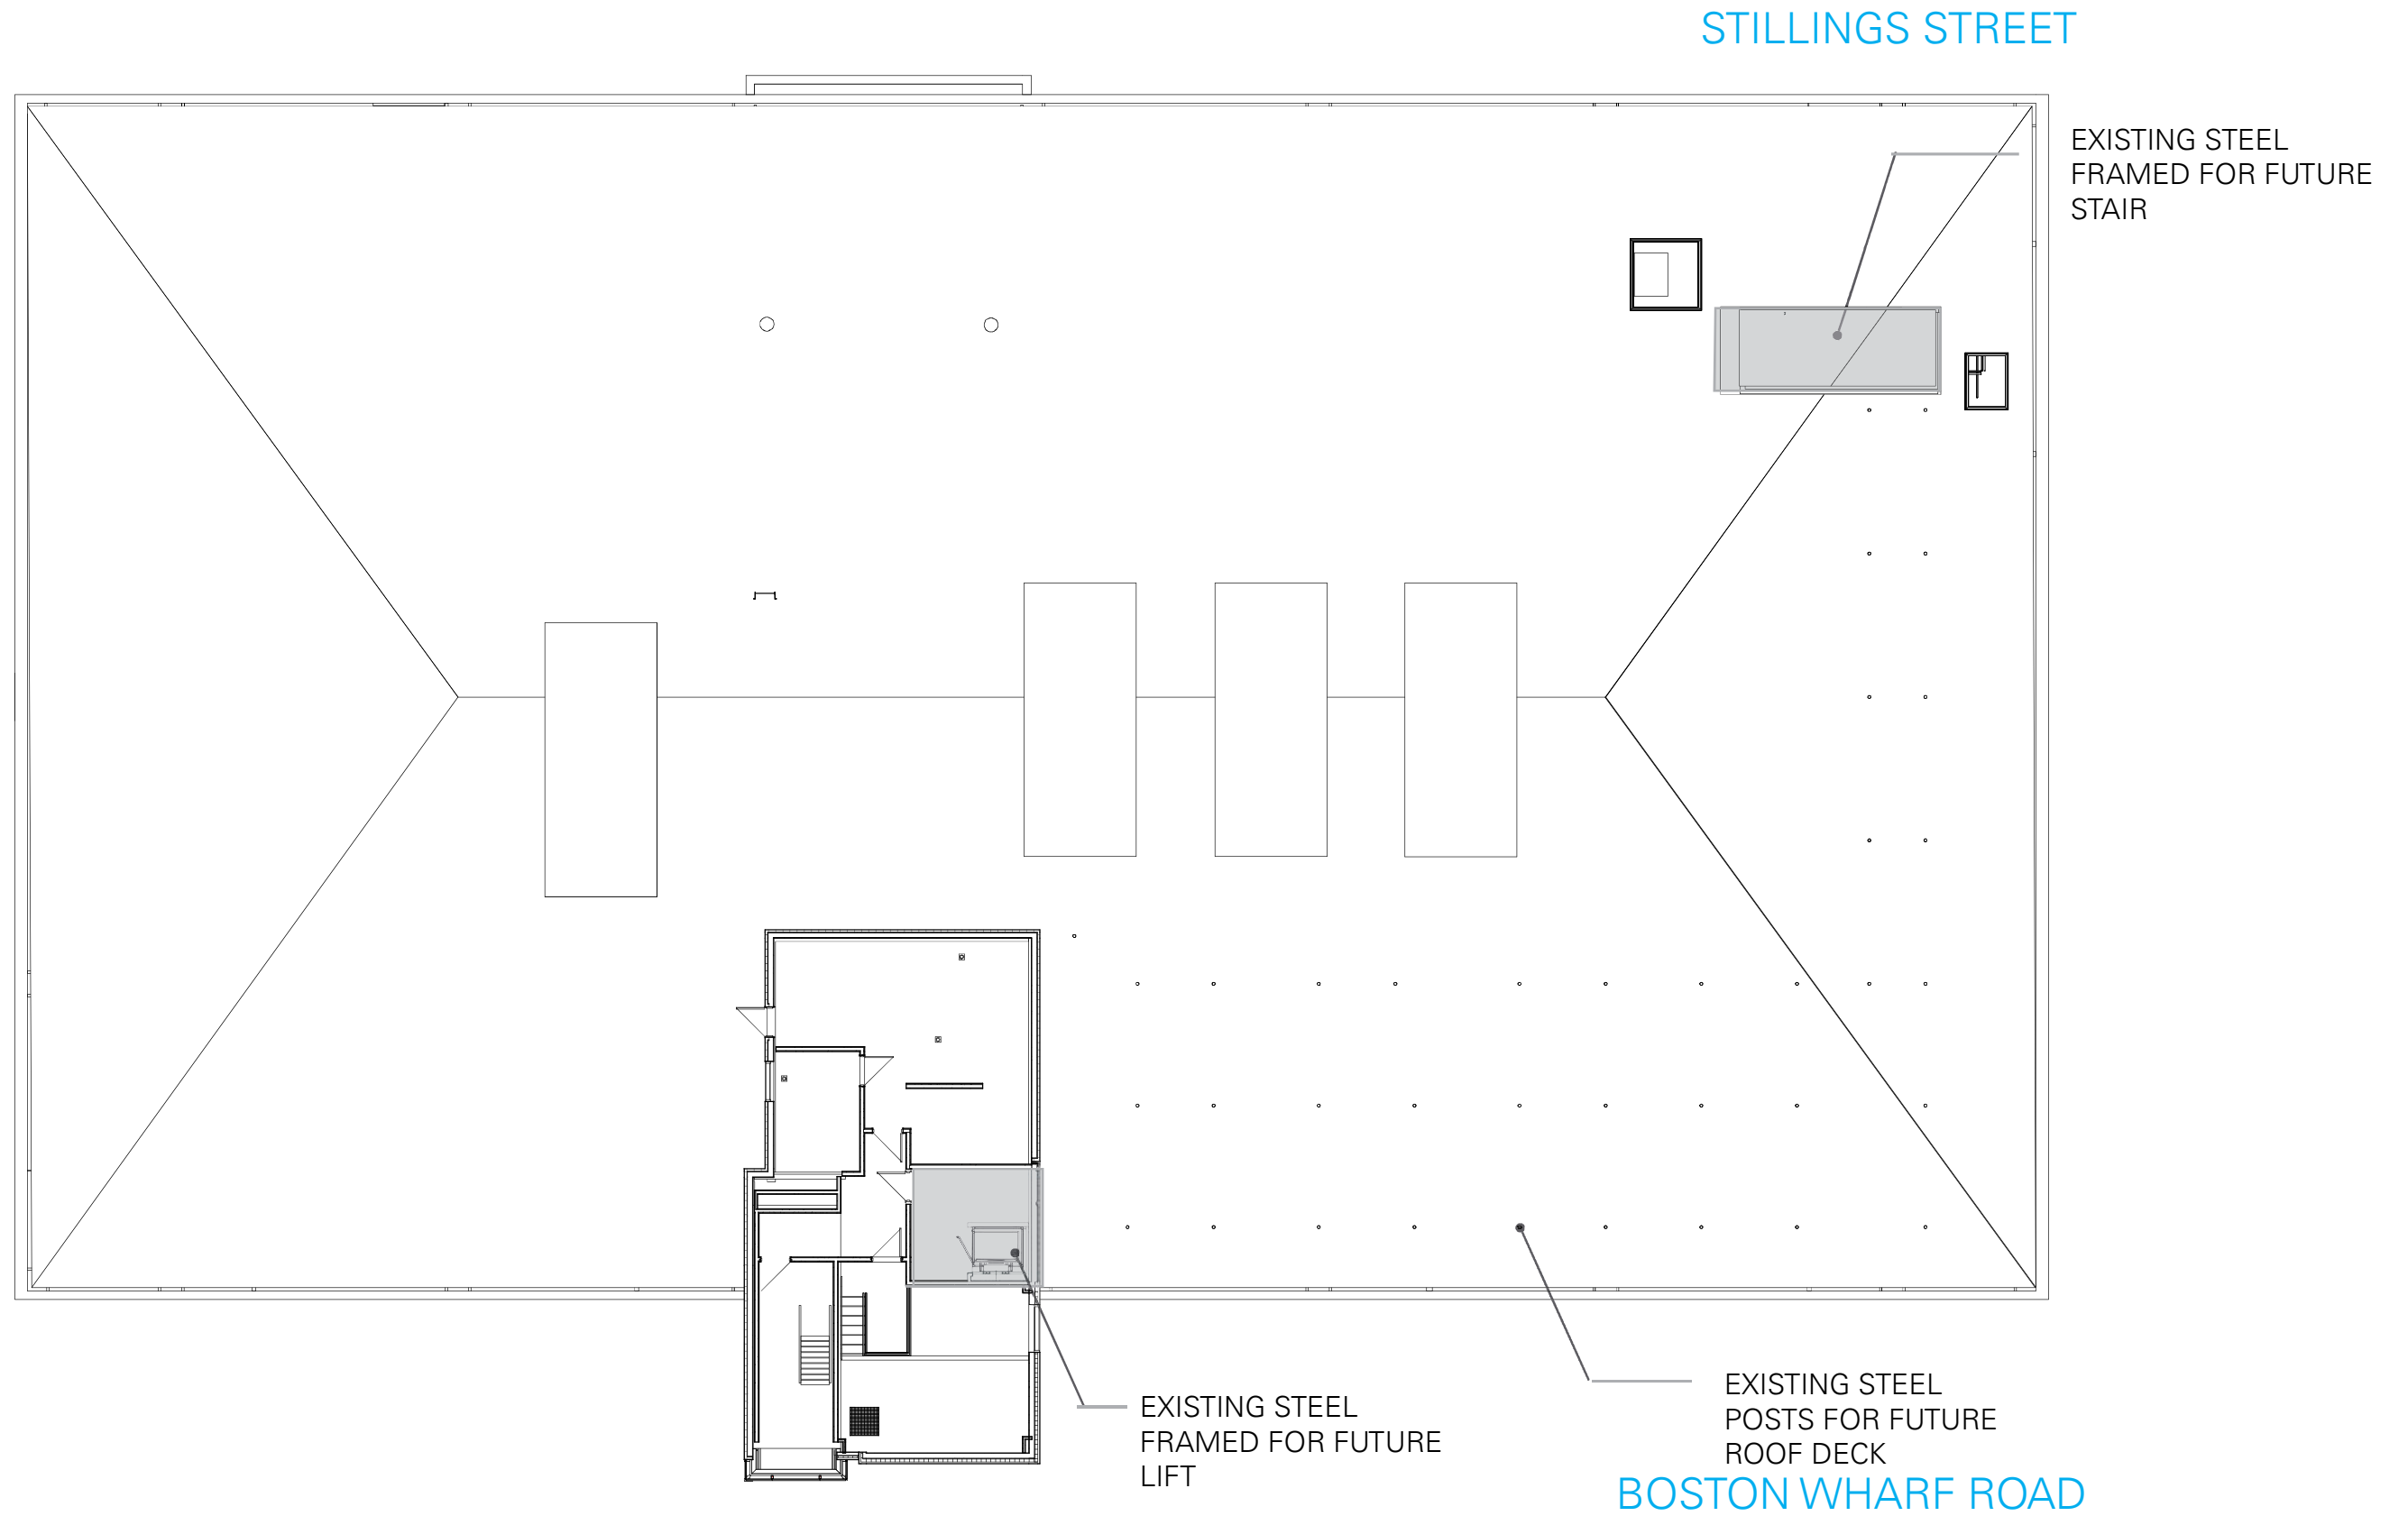 STILLINGS STREET
EXISTING STEEL
FRAMED FOR FUTURE
STAIR
EXISTING STEEL
FRAMED FOR FUTURE
LIFT
EXISTING STEEL
POSTS FOR FUTURE
ROOF DECK
BOSTON WHARF ROAD